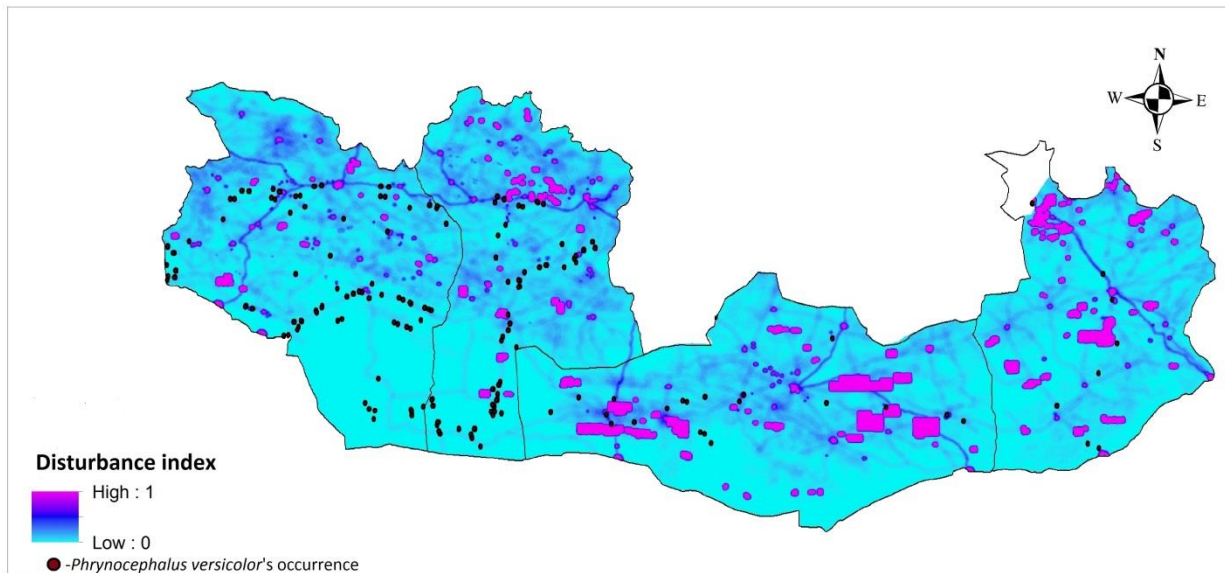 N
W E
S
Disturbance index
High : 1
Low : 0
-Phrynocephalus versicolor's occurrence